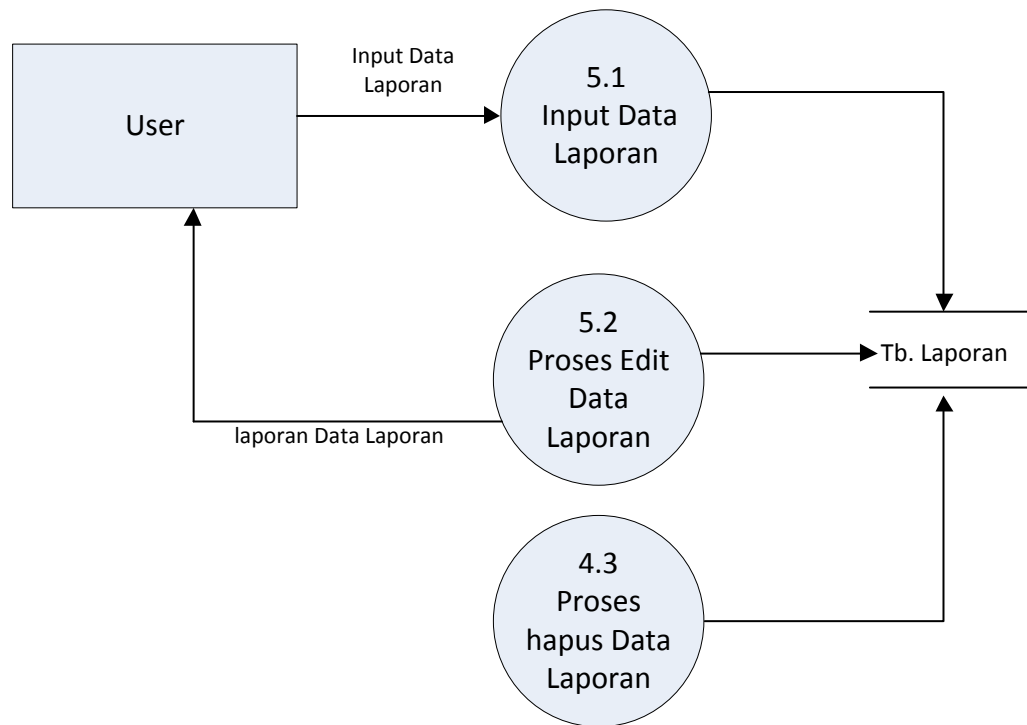 User
Input Data
Laporan
5.1
Input Data
Laporan
5.2
Proses Edit
Data
Laporan
Tb. Laporan
laporan Data Laporan
4.3
Proses
hapus Data
Laporan